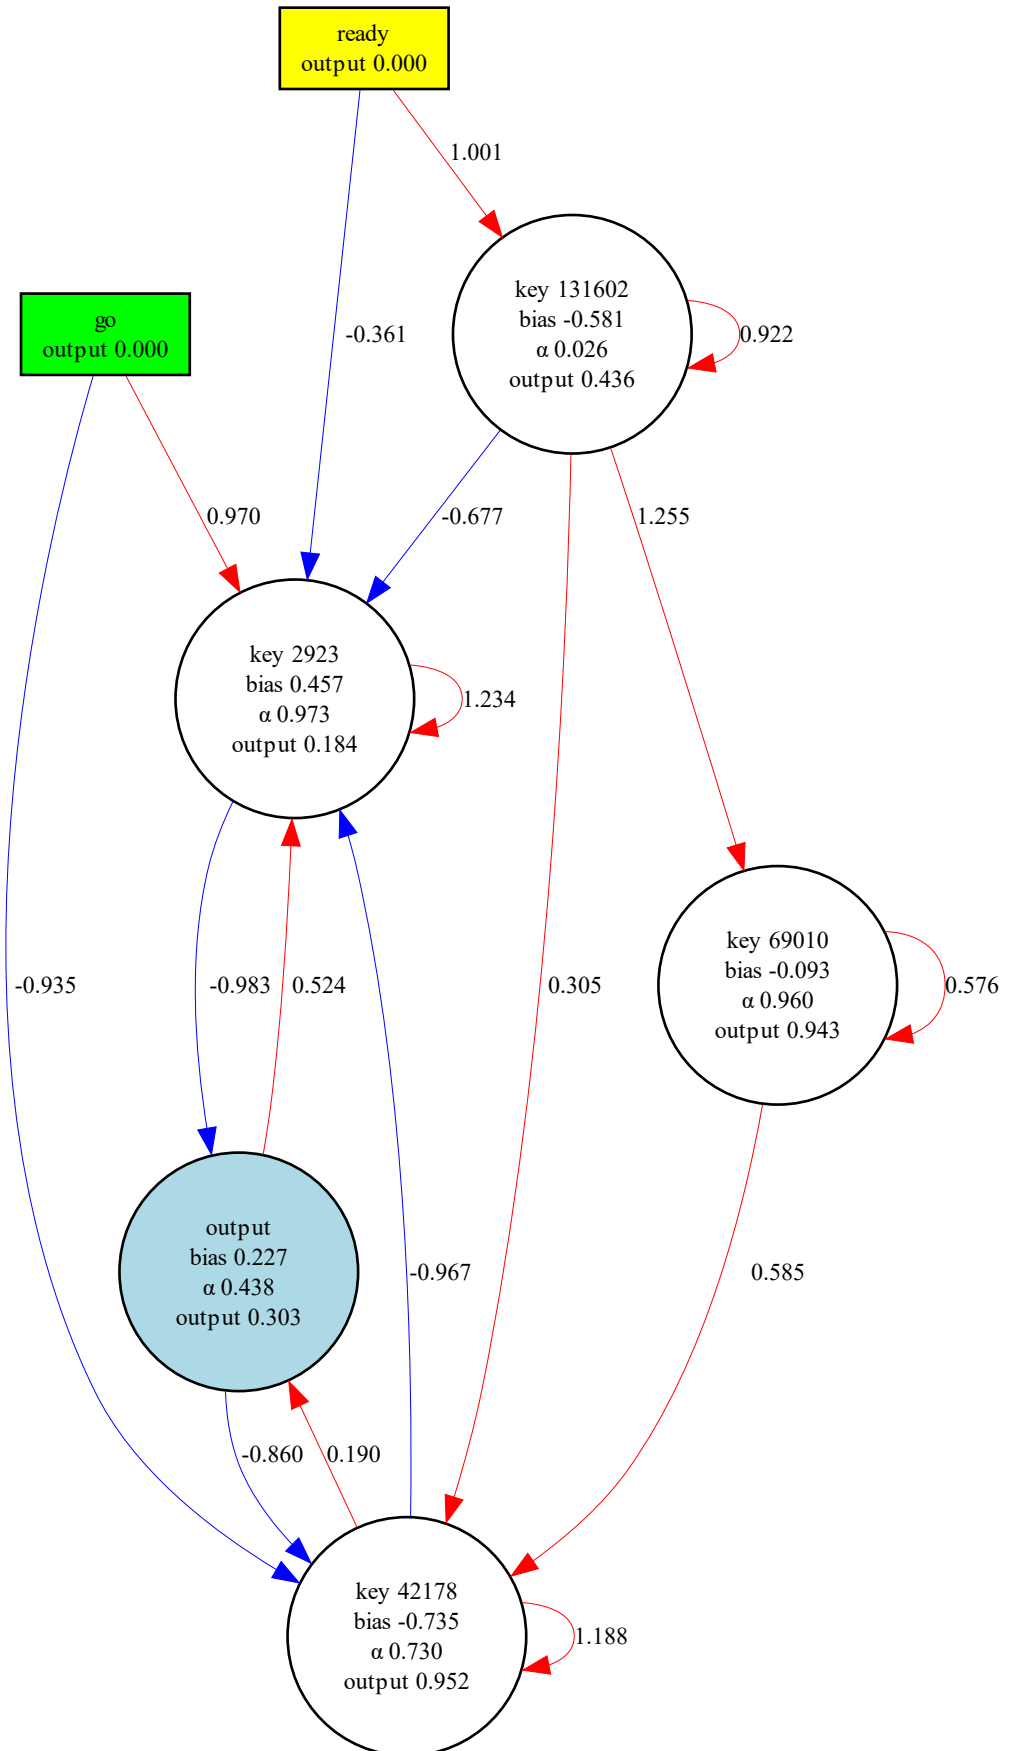 ready
output 0.000
1.001
key 131602
bias -0.581
α 0.026
output 0.436
0.922
go
output 0.000
-0.361
0.970
-0.677
1.255
key 2923
bias 0.457
α 0.973
output 0.184
1.234
key 69010
bias -0.093
α 0.960
output 0.943
0.576
-0.935
-0.983
0.524
0.305
output
bias 0.227
α 0.438
output 0.303
-0.967
0.585
-0.860
0.190
key 42178
bias -0.735
α 0.730
output 0.952
1.188